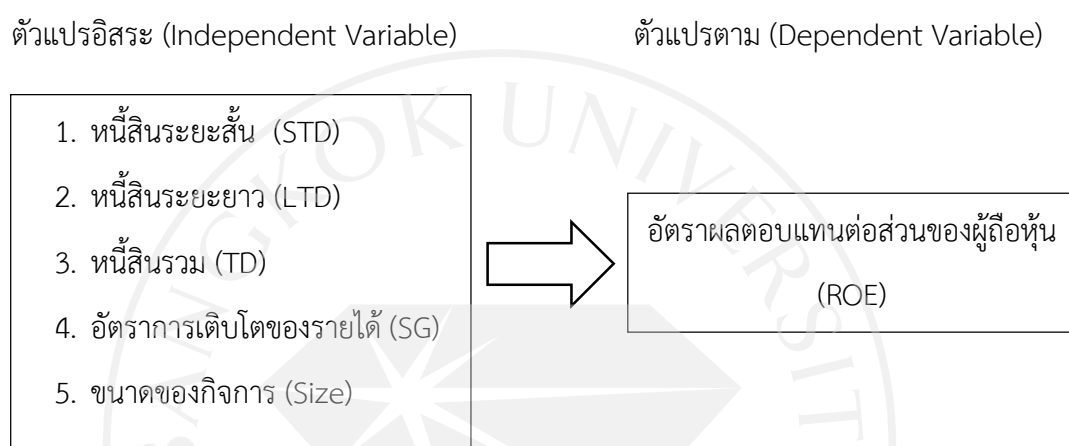 ตัวแปรอิสระ (Independent Variable)
ตัวแปรตาม (Dependent Variable)
1. หนี้สินระยะสั้น (STD)
2. หนี้สินระยะยาว (LTD)
3. หนี้สินรวม (TD)
4. อัตราการเติบโตของรายได้ (SG)
5. ขนาดของกิจการ (Size)
อัตราผลตอบแทนต่อส่วนของผู้ถือหุ้น
(ROE)
BANGKOK UNIVERSIT